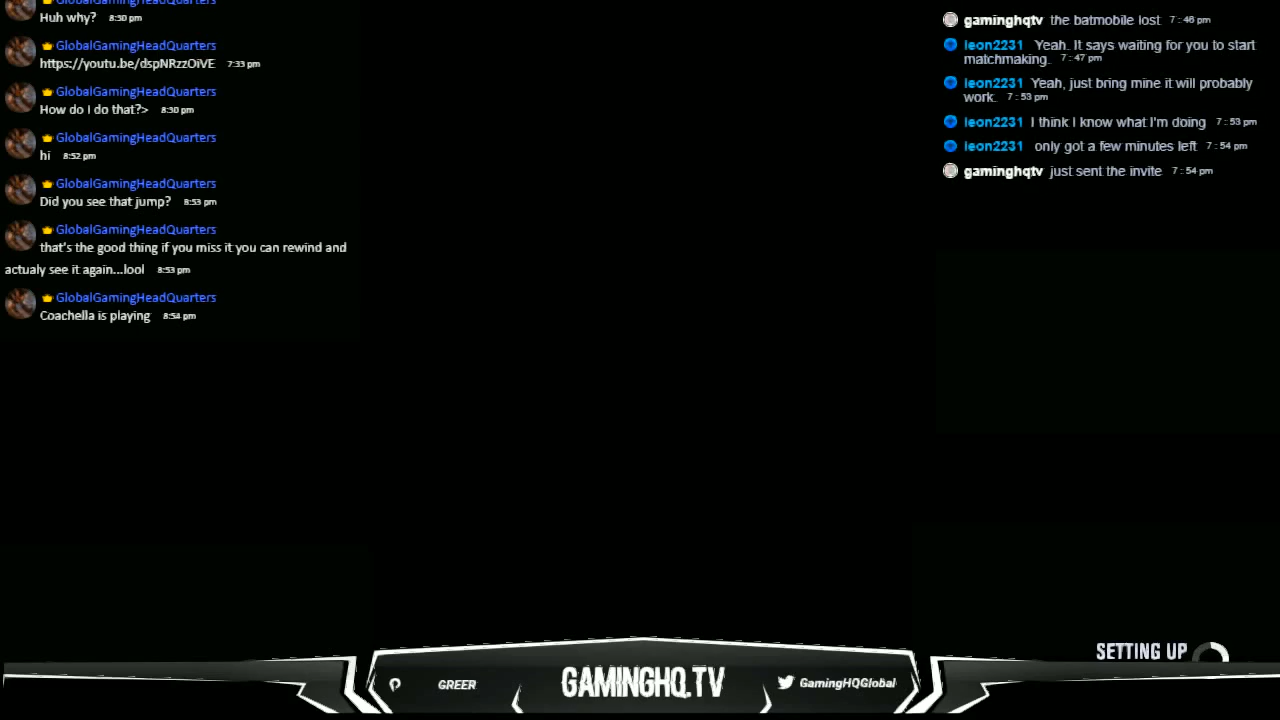 GlobalGamingHeadQuarters
Huh why? 8:30 pm
GlobalGamingHeadQuarters
https://youtu.be/dspNRzzOiVE 7:33 pm
GlobalGamingHeadQuarters
How do I do that?> 8:30 pm
GlobalGamingHeadQuarters
hi 8:52 pm
GlobalGamingHeadQuarters
Did you see that jump? 8:53 pm
GlobalGamingHeadQuarters
that's the good thing if you miss it you can rewind and
actualy see it again...lool 8:53 pm
GlobalGamingHeadQuarters
Coachella is playing 8:54 pm
gaminghqtv the batmobile lost 7:46 pm
leon2231 Yeah. It says waiting for you to start
matchmaking. 7:47 pm
leon2231 Yeah, just bring mine it will probably
work. 7:53 pm
leon2231 I think I know what I'm doing 7:53 pm
leon2231 only got a few minutes left 7:54 pm
gaminghqtv just sent the invite 7:54 pm
SETTING UP
GREER
GAMINGHQ.TV
GamingHQGlobal